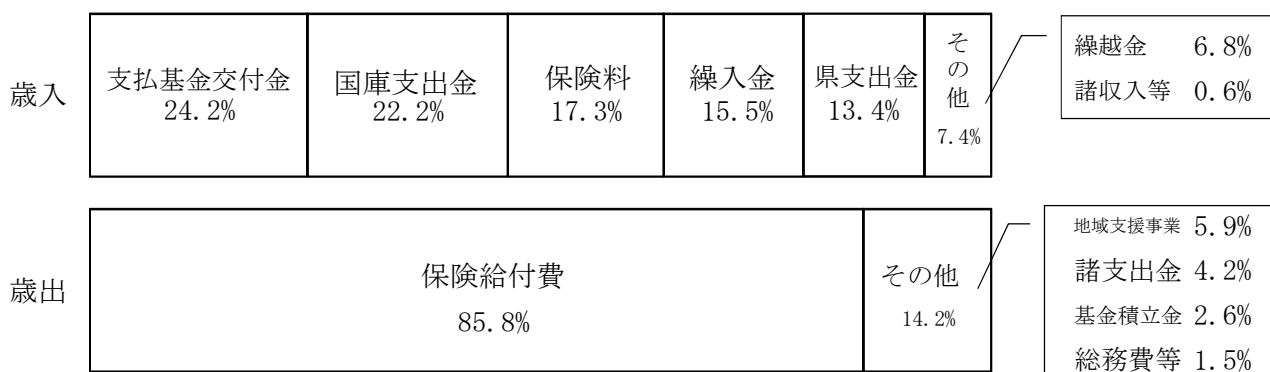 歳入
支払基金交付金
24.2%
国庫支出金
22.2%
保険料
17.3%
繰入金
15.5%
県支出金
13.4%
その他
7.4%
繰越金 6.8%
諸収入等 0.6%
歳出
保険給付費
85.8%
その他
14.2%
地域支援事業 5.9%
諸支出金 4.2%
基金積立金 2.6%
総務費等 1.5%